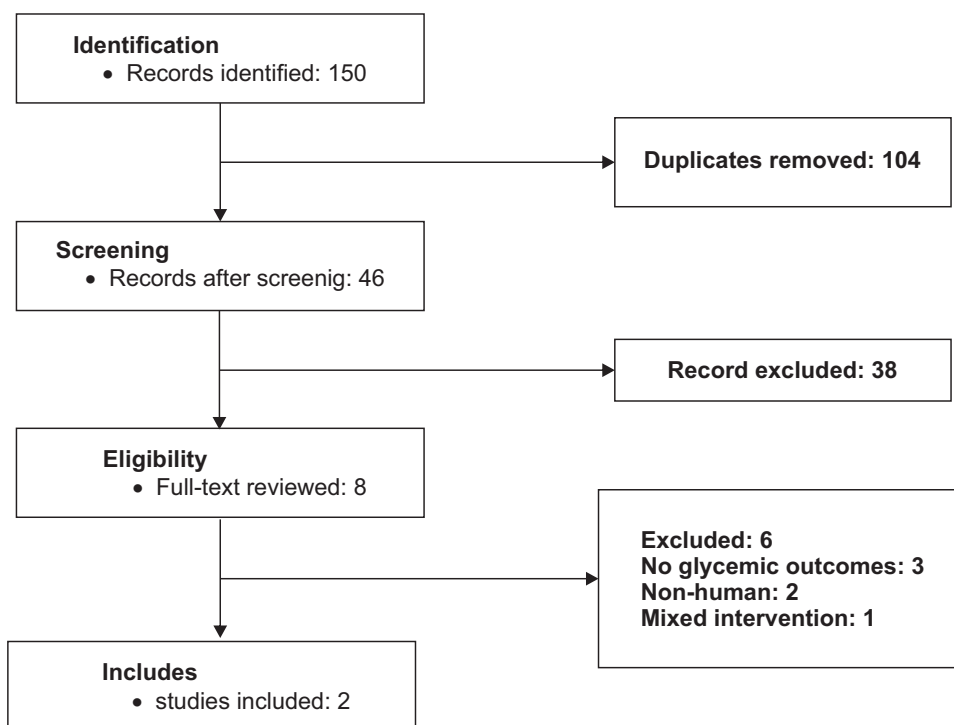 Identification
• Records identified: 150
Duplicates removed: 104
Screening
• Records after screenig: 46
Record excluded: 38
Eligibility
• Full-text reviewed: 8
Excluded: 6
No glycemic outcomes: 3
Non-human: 2
Mixed intervention: 1
Includes
• studies included: 2